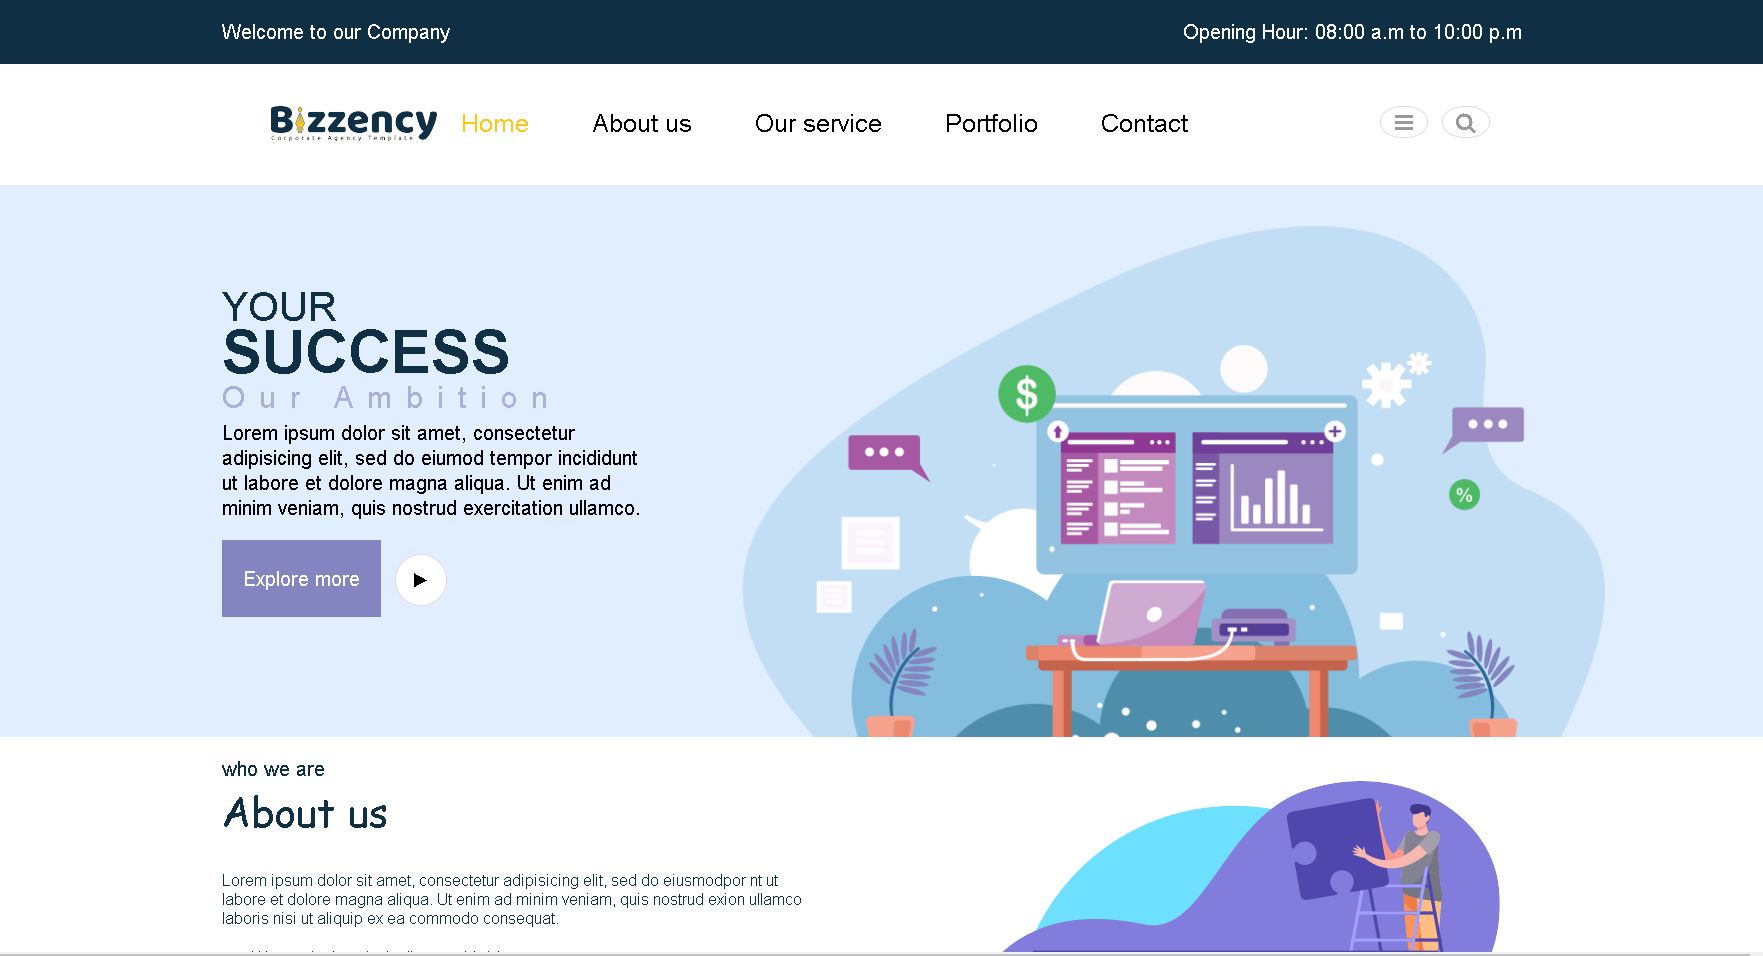 Welcome to our Company
Opening Hour: 08:00 a.m to 10:00 p.m
Bizzency
Corporate Agency Template
Home
About us
Our service
Portfolio
Contact
YOUR
SUCCESS
Our Ambition
Lorem ipsum dolor sit amet, consectetur
adipisicing elit, sed do eiumod tempor incididunt
ut labore et dolore magna aliqua. Ut enim ad
minim veniam, quis nostrud exercitation ullamco.
Explore more
$
%
who we are
About us
Lorem ipsum dolor sit amet, consectetur adipisicing elit, sed do eiusmodpor nt ut
labore et dolore magna aliqua. Ut enim ad minim veniam, quis nostrud exion ullamco
laboris nisi ut aliquip ex ea commodo consequat.